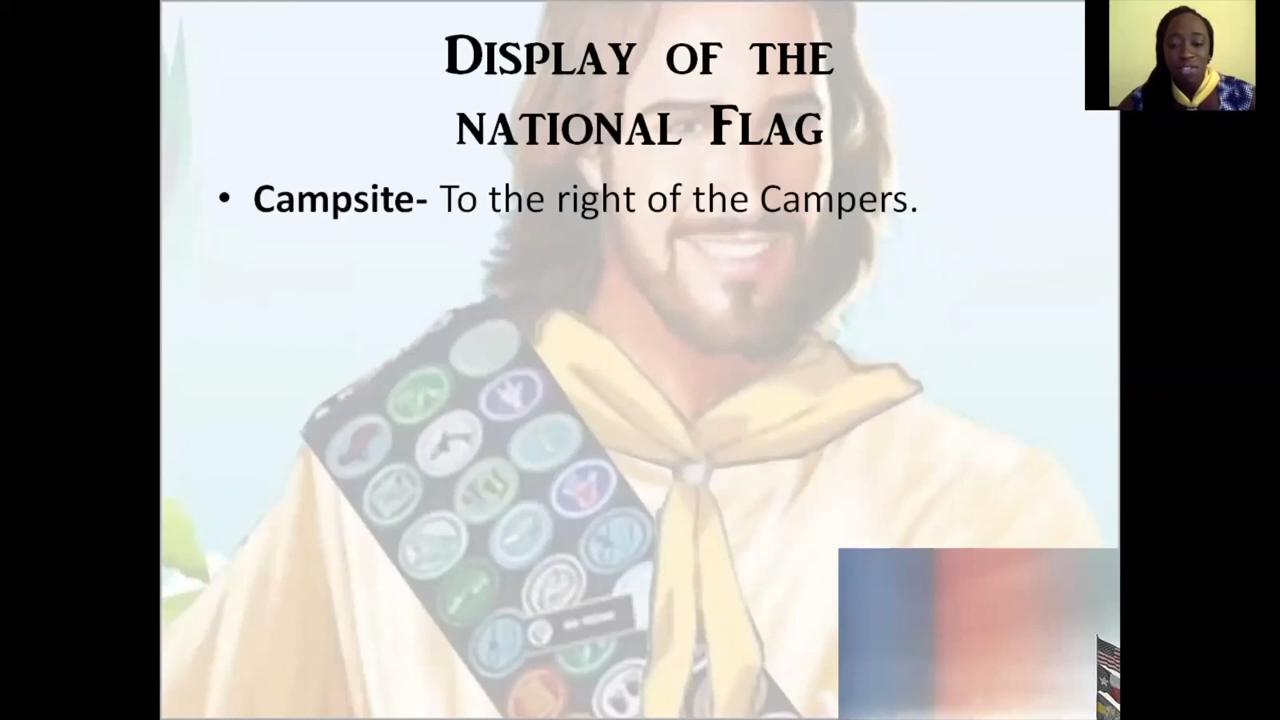 Display of the
national Flag
• Campsite- To the right of the Campers.